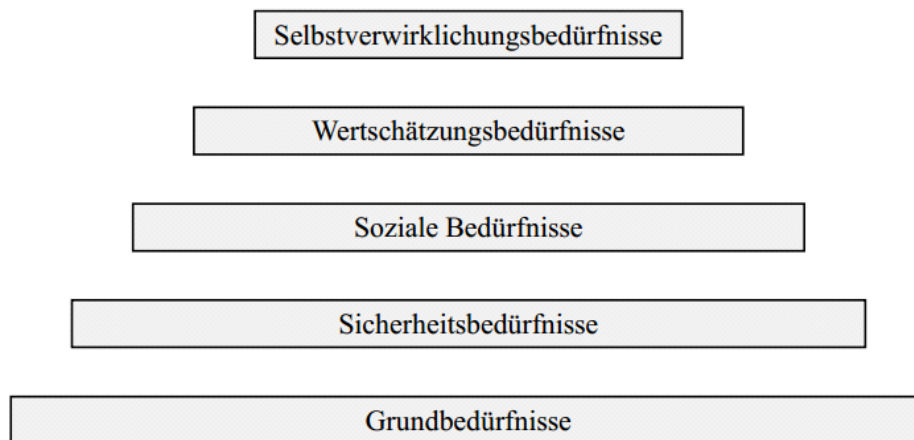 Selbstverwirklichungsbedürfnisse
Wertschätzungsbedürfnisse
Soziale Bedürfnisse
Sicherheitsbedürfnisse
Grundbedürfnisse